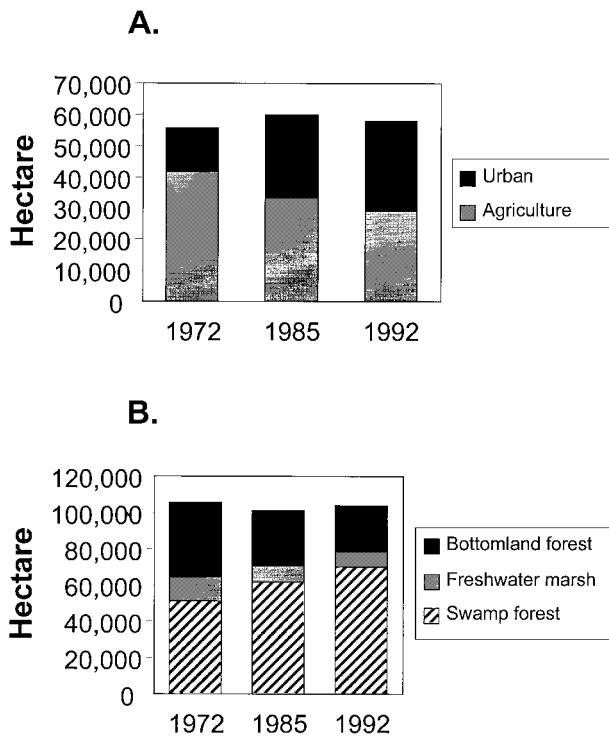 A.
Hectare
70,000
60,000
50,000
40,000
30,000
20,000
10,000
0
1972 1985 1992
Urban
Agriculture
B.
Hectare
120,000
100,000
80,000
60,000
40,000
20,000
0
1972 1985 1992
Bottomland forest
Freshwater marsh
Swamp forest